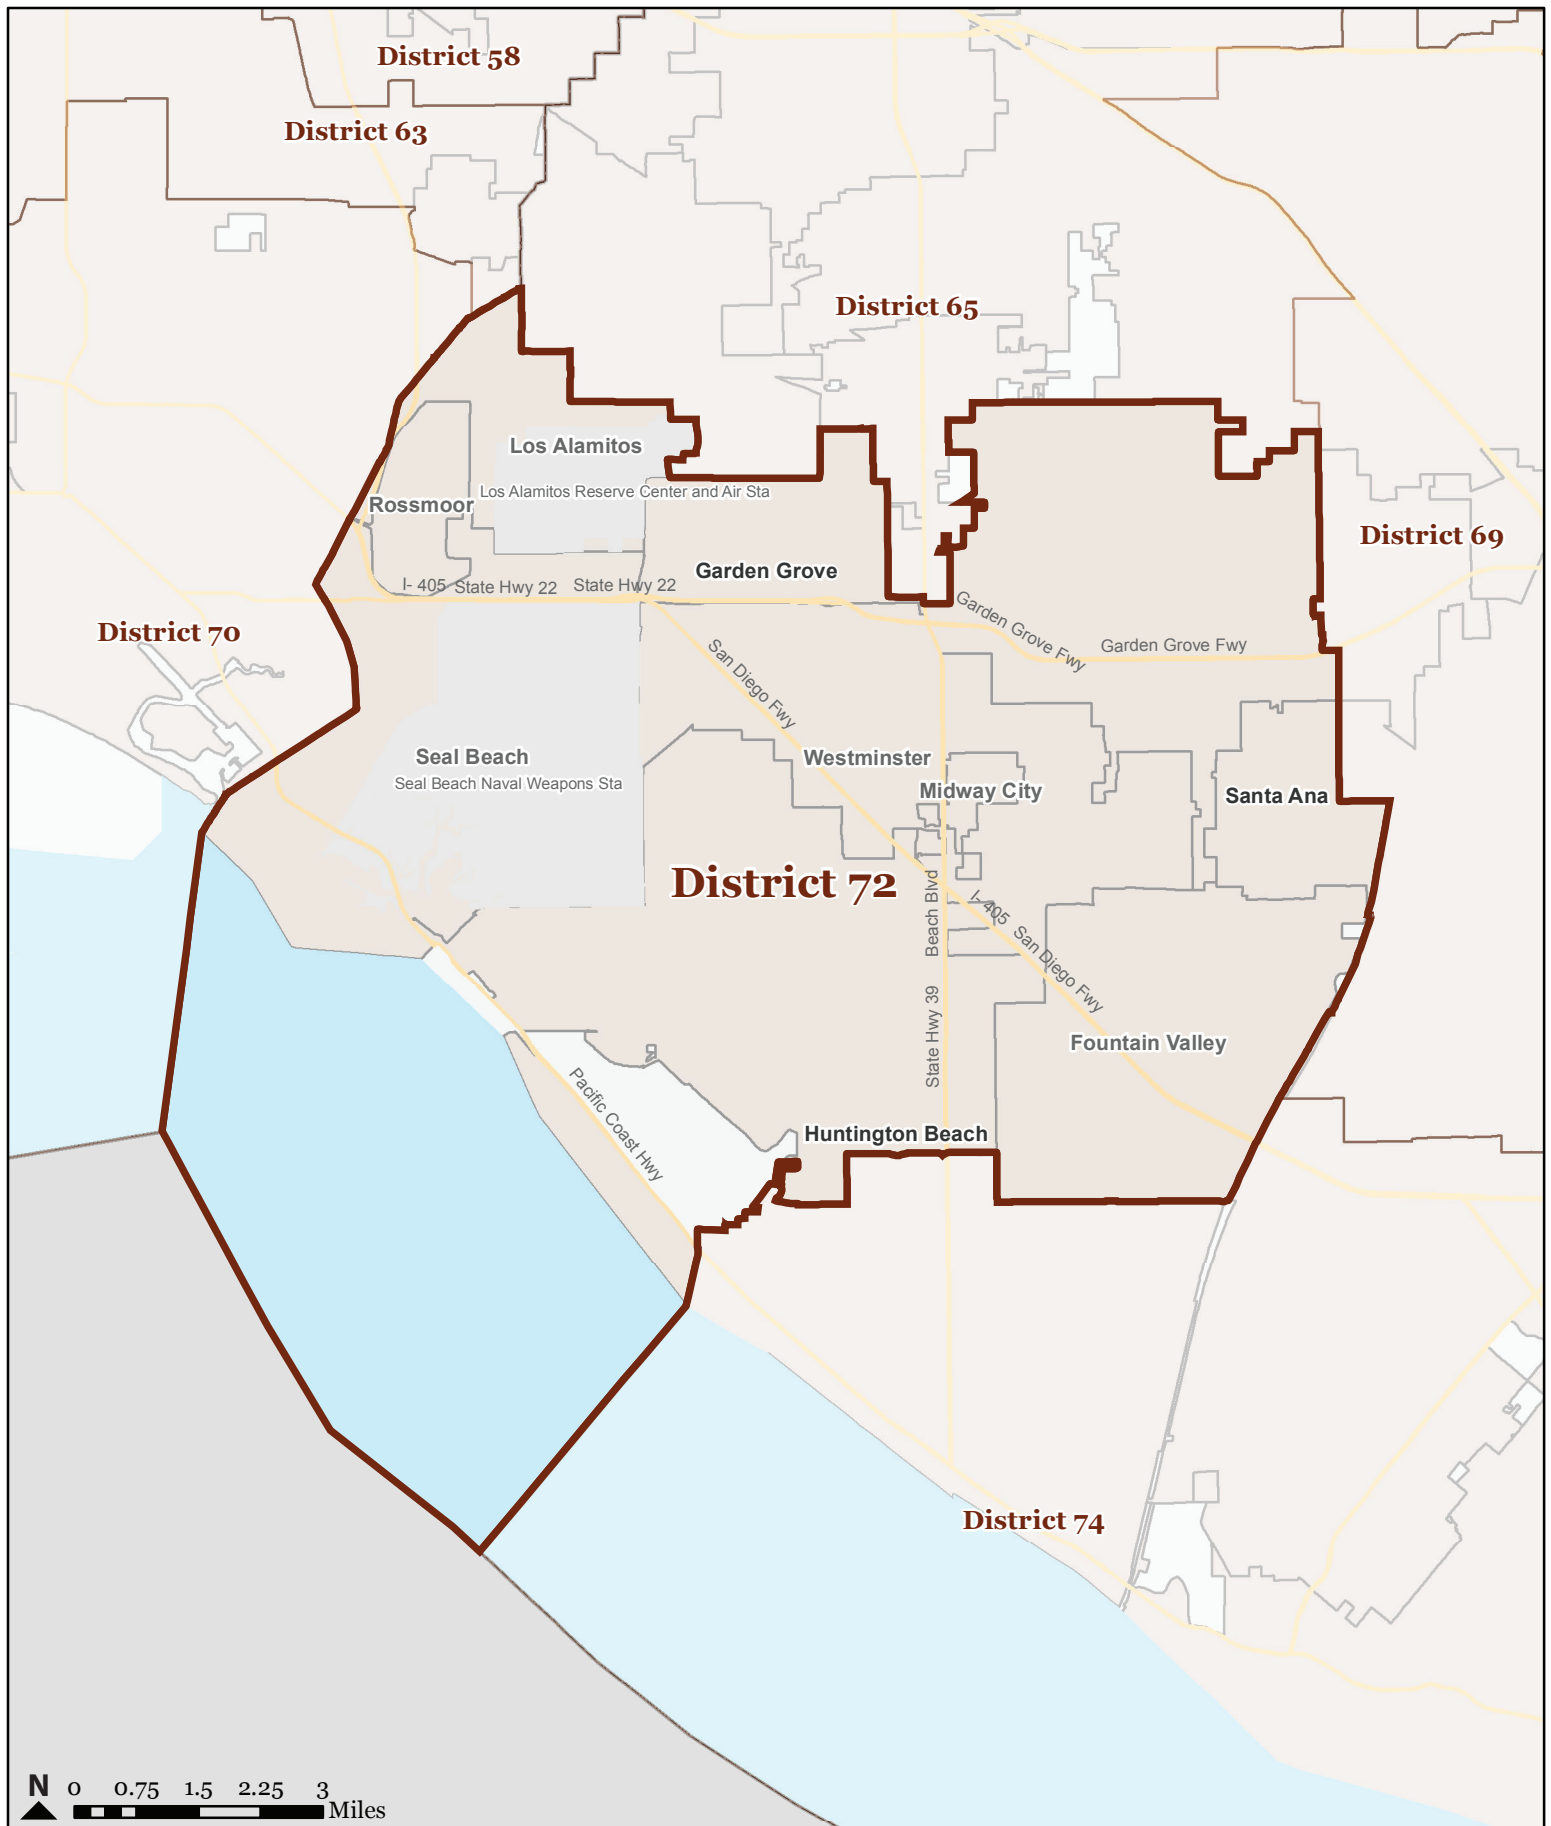 District 58
District 63
District 65
Los Alamitos
Los Alamitos Reserve Center and Air Sta
Rossmoor
District 69
Garden Grove
I- 405
State Hwy 22
State Hwy 22
Garden Grove Fwy
Garden Grove Fwy
District 70
San Diego Fwy
Seal Beach
Seal Beach Naval Weapons Sta
Westminster
Midway City
Santa Ana
District 72
Beach Blvd
I- 405
San Diego Fwy
State Hwy 39
Fountain Valley
Pacific Coast Hwy
Huntington Beach
District 74
N
0 0.75 1.5 2.25 3
Miles